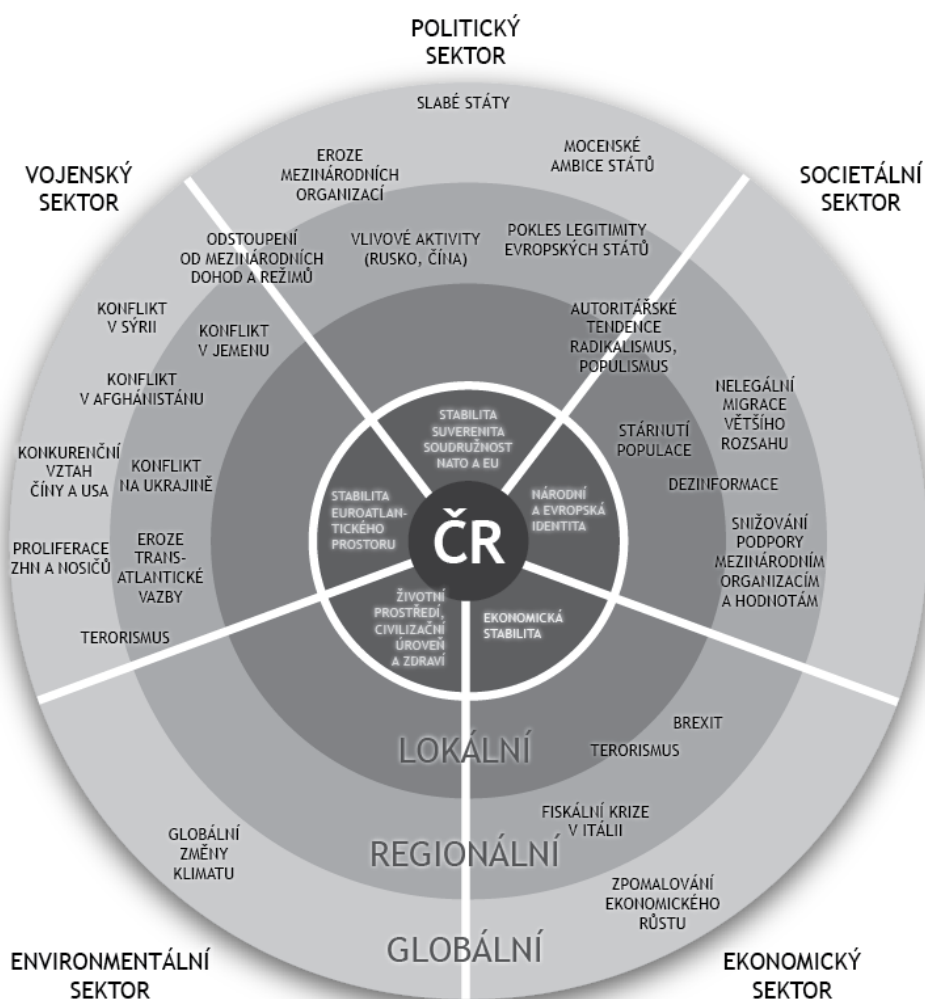 POLITICKÝ
SEKTOR
SLABÉ STÁTY
MOCENSKÉ
AMBICE STÁTŮ
EROZE
MEZINÁRODNÍCH
ORGANIZACÍ
VOJENSKÝ
SEKTOR
SOCIETÁLNÍ
SEKTOR
ODSTOUPENÍ
OD MEZINÁRODNÍCH
DOHOD A REŽIMŮ
VLIVOVÉ AKTIVITY
(RUSKO, ČÍNA)
POKLES LEGITIMITY
EVROPSKÝCH STÁTŮ
KONFLIKT
V SÝRII
KONFLIKT
V JEMENU
AUTORITÁŘSKÉ
TENDENCE
RADIKALISMUS,
POPULISMUS
KONFLIKT
V AFGHÁNISTÁNU
NELEGÁLNÍ
MIGRACE
VĚTŠÍHO
ROZSAHU
STABILITA
SUVERENITA
SOUDRUŽNOST
NATO A EU
STÁRNUTÍ
POPULACE
KONKURENČNÍ
VZTAH
ČÍNY A USA
KONFLIKT
NA UKRAJINĚ
DEZINFORMACE
STABILITA
EUROATLAN-
TICKÉHO
PROSTORU
NÁRODNÍ
A EVROPSKÁ
IDENTITA
ČR
PROLIFERACE
ZHN A NOSIČŮ
EROZE
TRANS-
ATLANTICKÉ
VAZBY
SNIŽOVÁNÍ
PODPORY
MEZINÁRODNÍM
ORGANIZACÍM
A HODNOTÁM
TERORISMUS
ŽIVOTNÍ
PROSTŘEDÍ,
CIVILIZAČNÍ
ÚROVEŇ
A ZDRAVÍ
EKONOMICKÁ
STABILITA
BREXIT
LOKÁLNÍ
TERORISMUS
FISKÁLNÍ KRIZE
V ITÁLII
GLOBÁLNÍ
ZMĚNY
KLIMATU
REGIONÁLNÍ
ZPOMALOVÁNÍ
EKONOMICKÉHO
RŮSTU
GLOBÁLNÍ
ENVIRONMENTÁLNÍ
SEKTOR
EKONOMICKÝ
SEKTOR